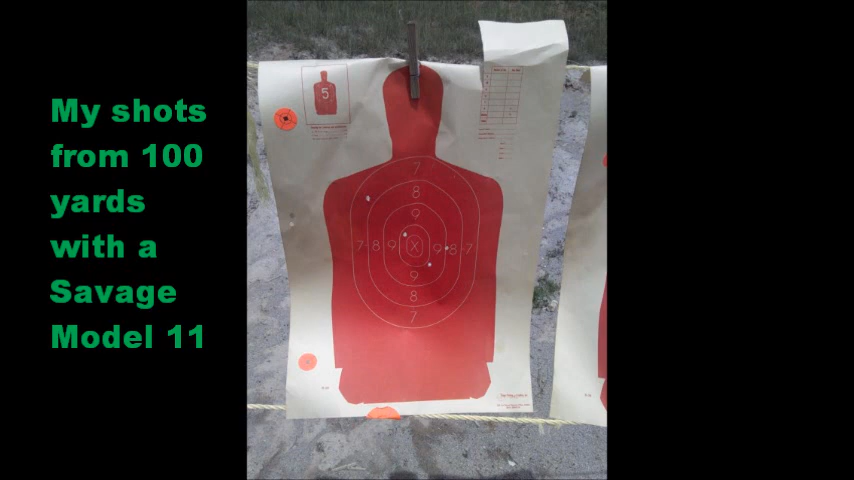 My shots
from 100
yards
with a
Savage
Model 11
5
7
8
9
7 8 9 X 9 8 7
9
8
7